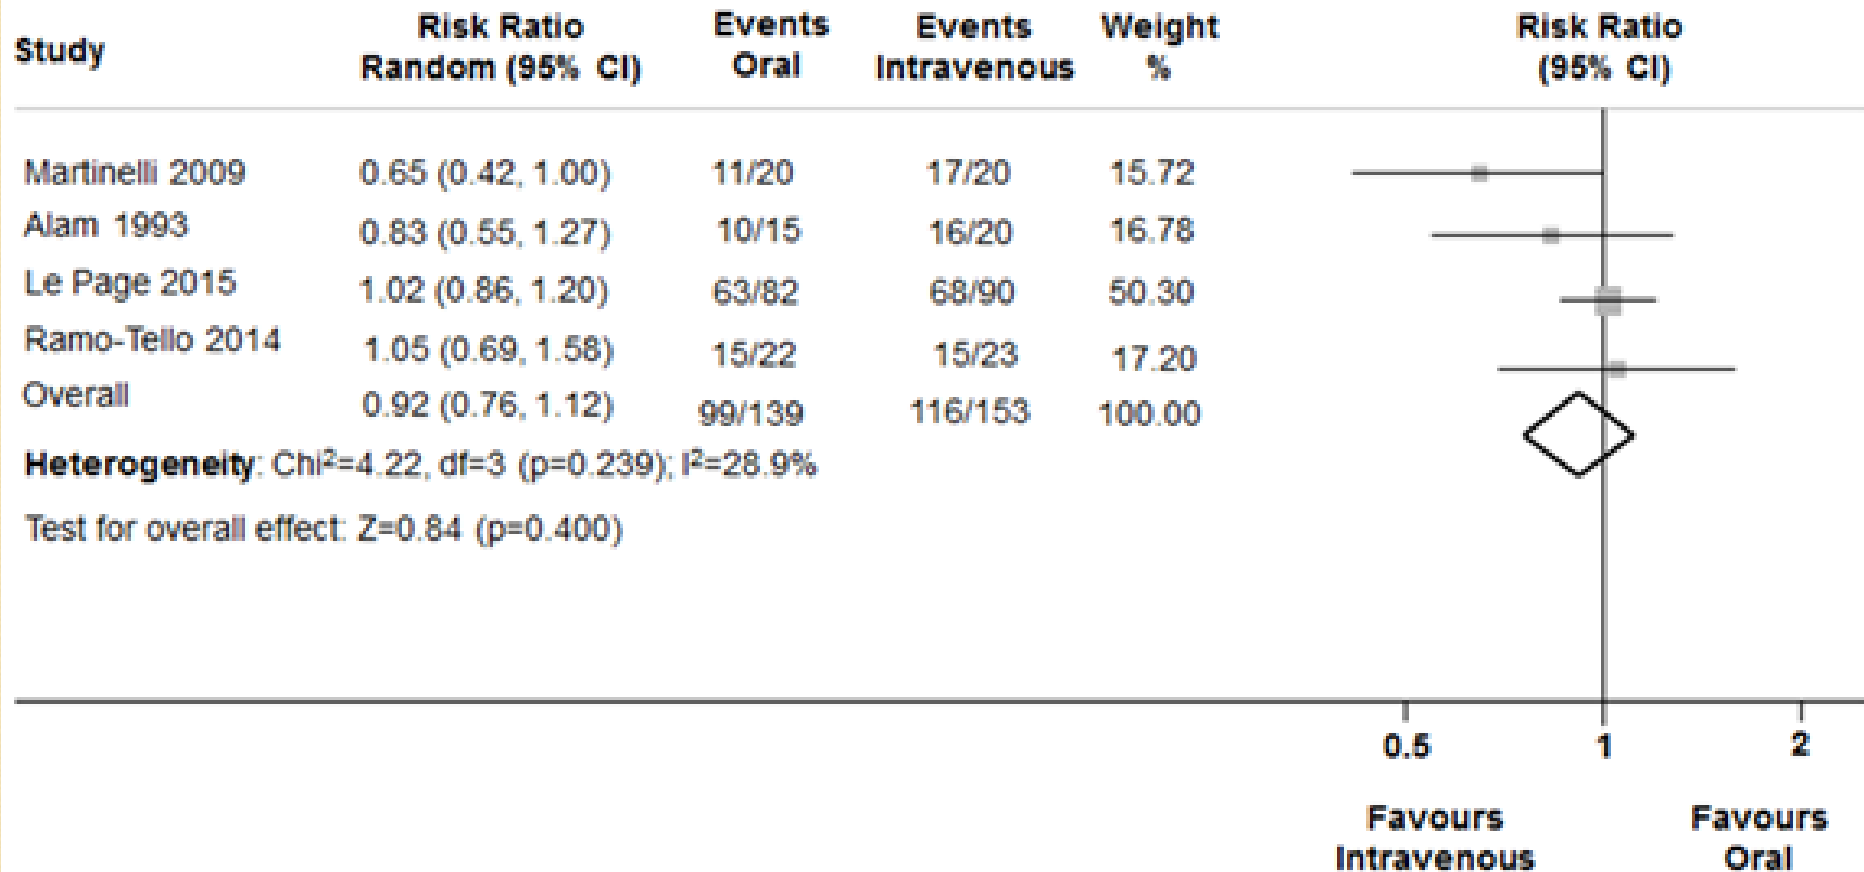 Study Risk Ratio Random (95% CI) Events Oral Events Intravenous Weight % Risk Ratio (95% CI)
Martinelli 2009 0.65 (0.42, 1.00) 11/20 17/20 15.72
Alam 1993 0.83 (0.55, 1.27) 10/15 16/20 16.78
Le Page 2015 1.02 (0.86, 1.20) 63/82 68/90 50.30
Ramo-Tello 2014 1.05 (0.69, 1.58) 15/22 15/23 17.20
Overall 0.92 (0.76, 1.12) 99/139 116/153 100.00
Heterogeneity: Chi²=4.22, df=3 (p=0.239); I²=28.9%
Test for overall effect: Z=0.84 (p=0.400)
0.5 1 2
Favours Intravenous Favours Oral